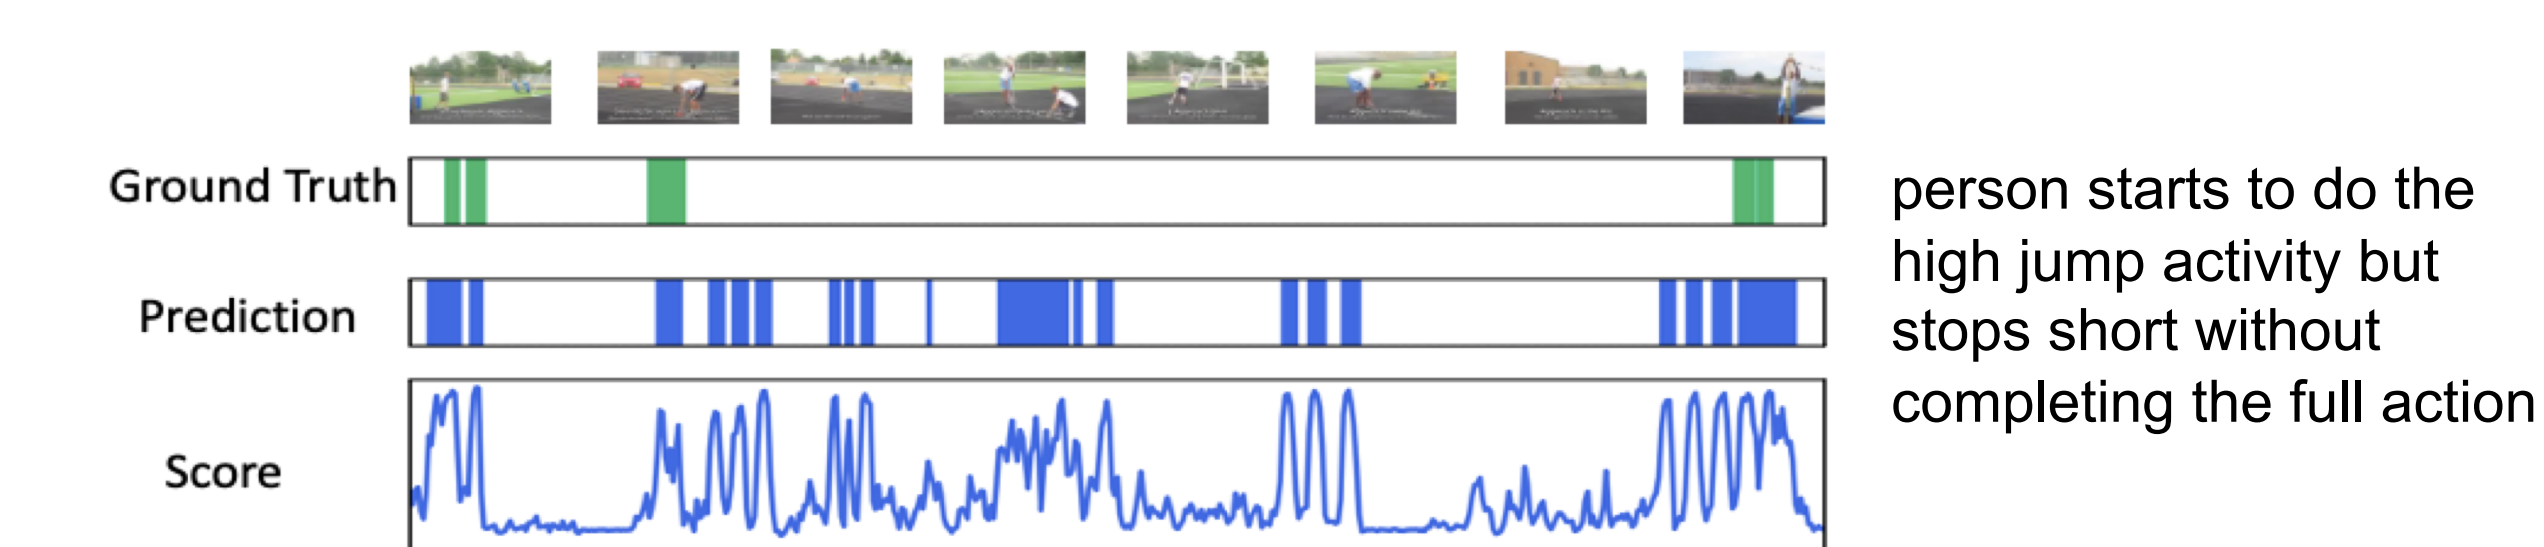 Ground Truth
person starts to do the
high jump activity but
Prediction
stops short without
completing the full action
Score